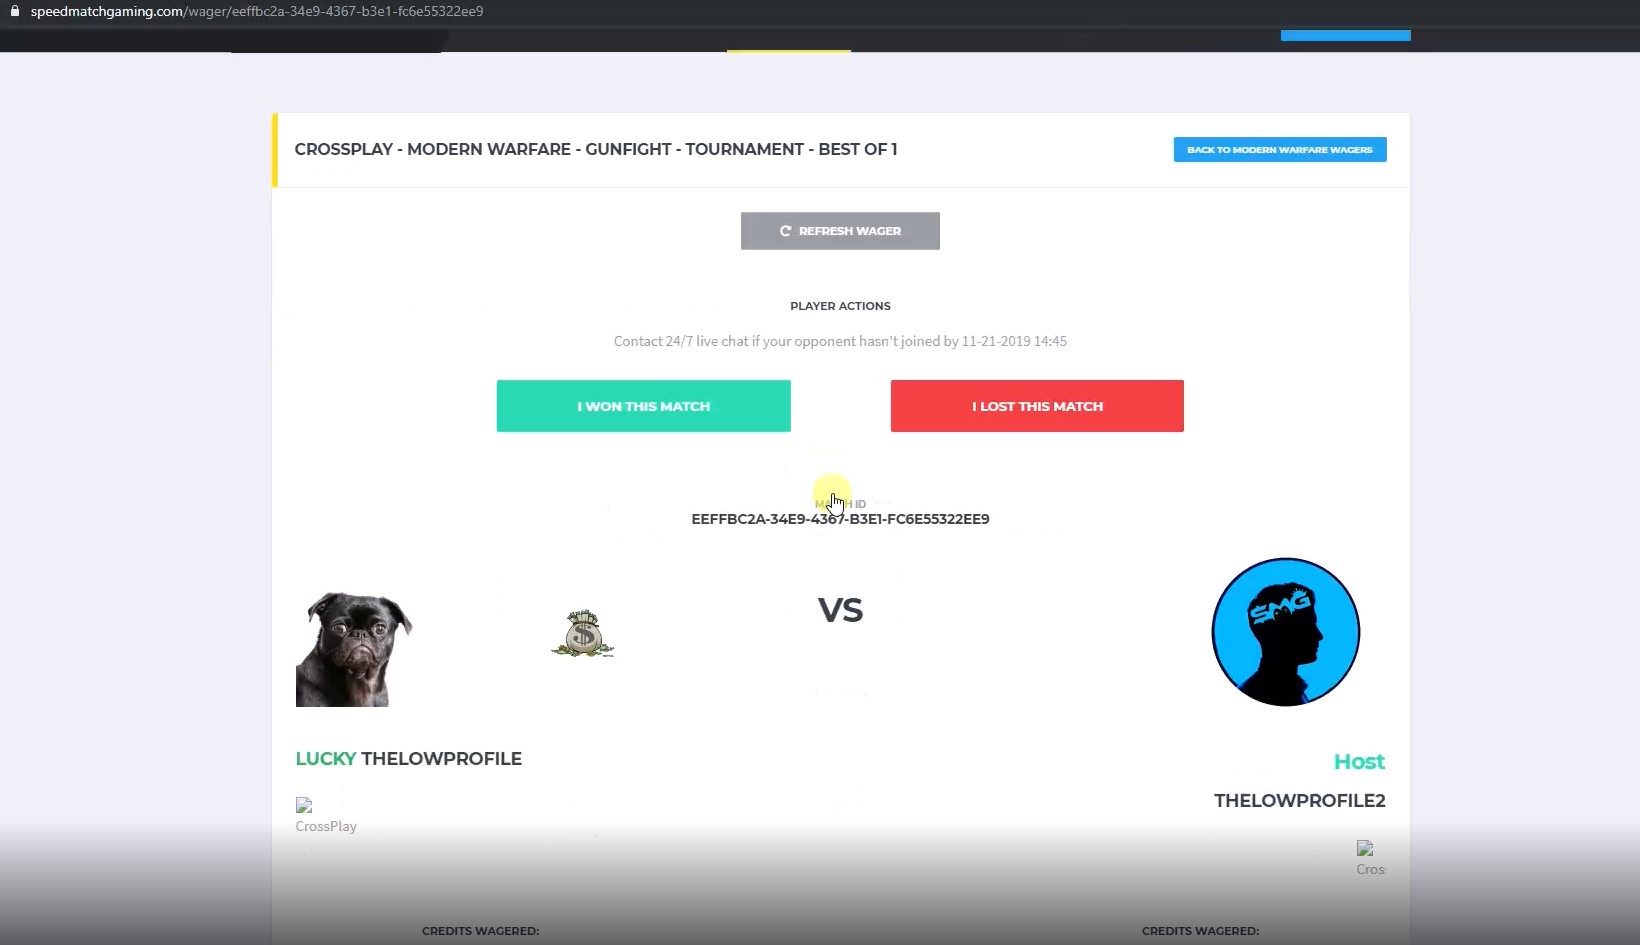 speedmatchgaming.com/wager/eeffbc2a-34e9-4367-b3e1-fc6e55322ee9
CROSSPLAY - MODERN WARFARE - GUNFIGHT - TOURNAMENT - BEST OF 1
BACK TO MODERN WARFARE WAGERS
REFRESH WAGER
PLAYER ACTIONS
Contact 24/7 live chat if your opponent hasn't joined by 11-21-2019 14:45
I WON THIS MATCH
I LOST THIS MATCH
ID
EEFFBC2A-34E9-4367-B3E1-FC6E55322EE9
SMG
$
VS
LUCKY THELOWPROFILE
Host
THELOWPROFILE2
CrossPlay
Cros
CREDITS WAGERED:
CREDITS WAGERED: